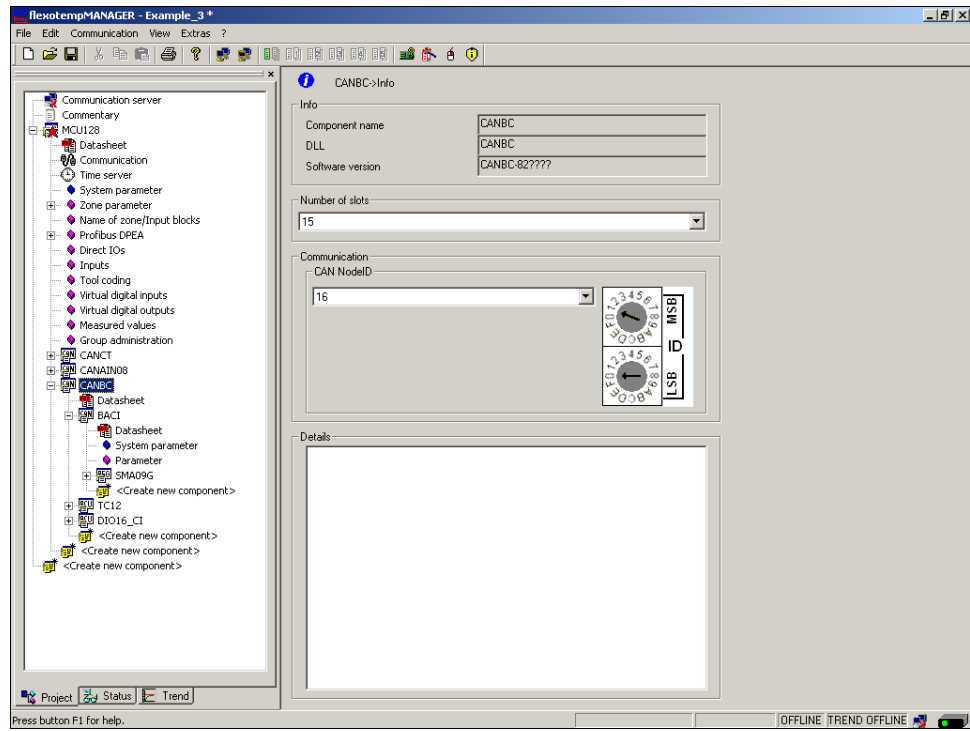 flexotempMANAGER - Example_3 *
File Edit Communication View Extras ?
Communication server
Commentary
MCU128
Datasheet
Communication
Time server
System parameter
Zone parameter
Name of zone/Input blocks
Profibus DPEA
Direct IOs
Inputs
Tool coding
Virtual digital inputs
Virtual digital outputs
Measured values
Group administration
CANCT
CANAIN08
CANBC
Datasheet
BACI
Datasheet
System parameter
Parameter
SMA09G
<Create new component>
TC12
DIO16_CI
<Create new component>
<Create new component>
<Create new component>
Project Status Trend
CANBC->Info
Info
Component name CANBC
DLL CANBC
Software version CANBC-82????
Number of slots
15
Communication
CAN NodeID
16
0123456789ABCDEF
MSB
ID
0123456789ABCDEF
LSB
Details
Press button F1 for help.
OFFLINE TREND OFFLINE